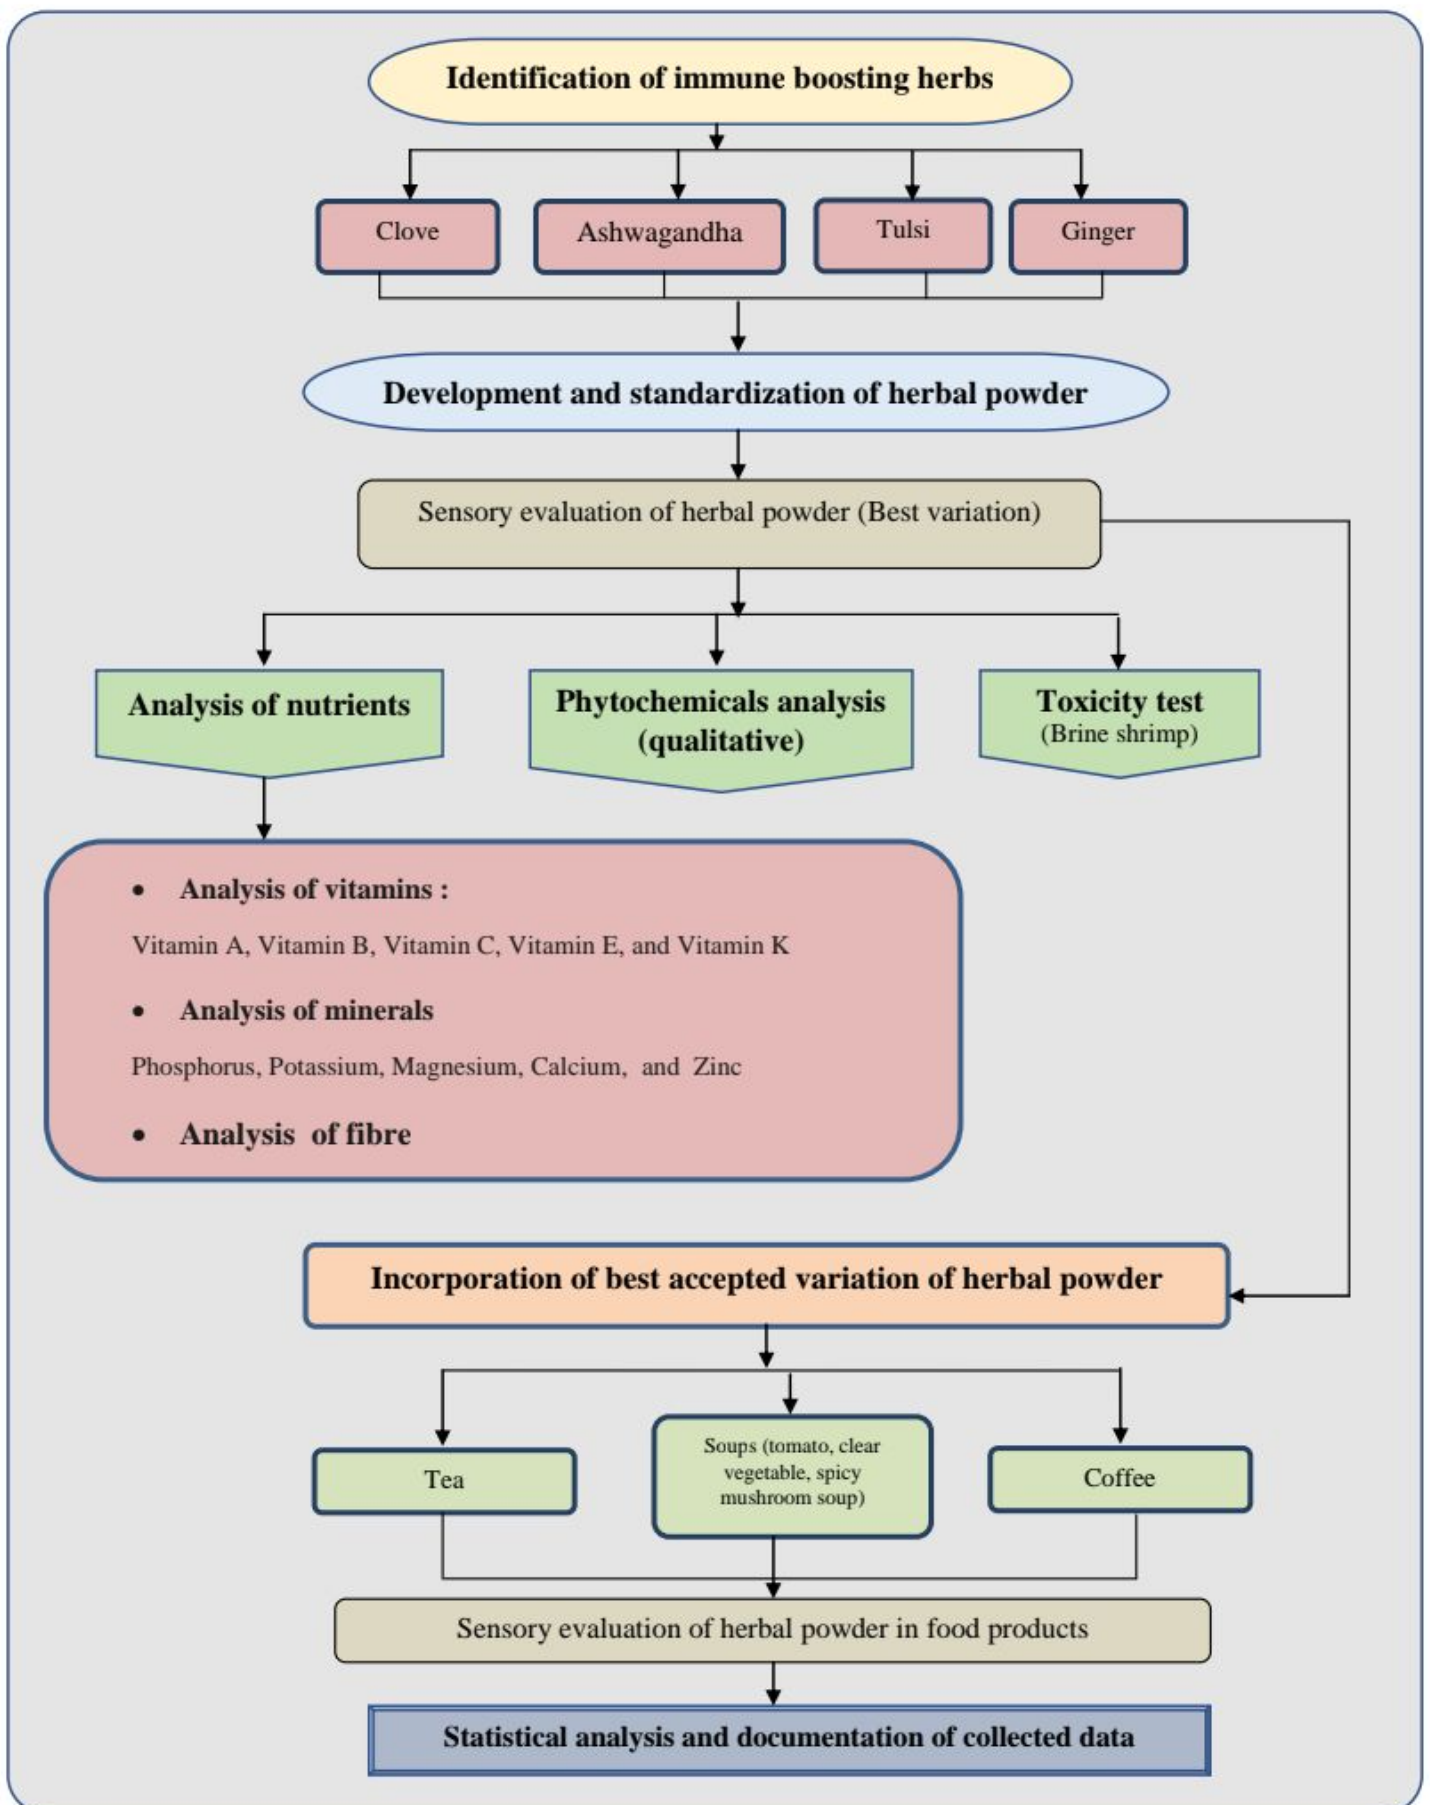 Identification of immune boosting herbs
Clove
Ashwagandha
Tulsi
Ginger
Development and standardization of herbal powder
Sensory evaluation of herbal powder (Best variation)
Analysis of nutrients
Phytochemicals analysis
(qualitative)
Toxicity test
(Brine shrimp)
• Analysis of vitamins :
Vitamin A, Vitamin B, Vitamin C, Vitamin E, and Vitamin K
• Analysis of minerals
Phosphorus, Potassium, Magnesium, Calcium, and Zinc
• Analysis of fibre
Incorporation of best accepted variation of herbal powder
Tea
Soups (tomato, clear
vegetable, spicy
mushroom soup)
Coffee
Sensory evaluation of herbal powder in food products
Statistical analysis and documentation of collected data